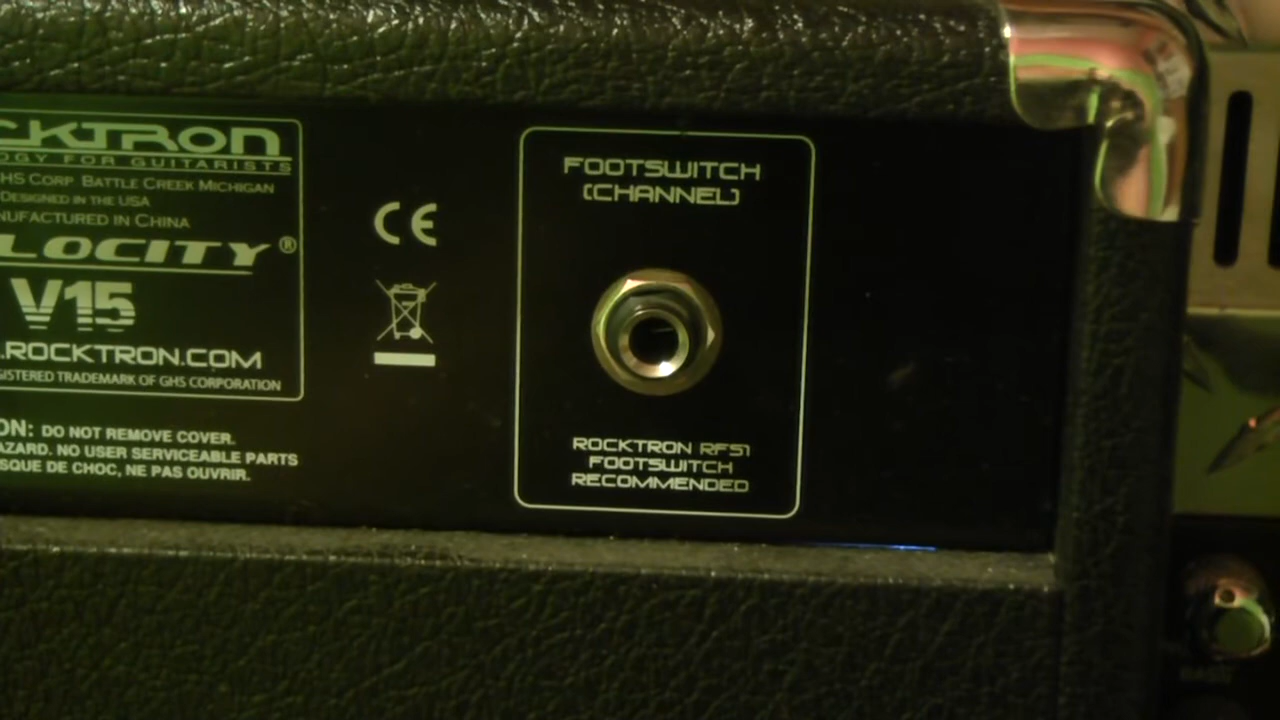 CKTRON
OGY FOR GUITARISTS
GHS CORP. BATTLE CREEK MICHIGAN
DESIGNED IN THE USA
NUFACTURED IN CHINA
LOCITY®
V15
.ROCKTRON.COM
GISTERED TRADEMARK OF GHS CORPORATION
ON: DO NOT REMOVE COVER.
AZARD. NO USER SERVICEABLE PARTS
SQUE DE CHOC, NE PAS OUVRIR.
CE
FOOTSWITCH
(CHANNEL)
ROCKTRON RFS1
FOOTSWITCH
RECOMMENDED